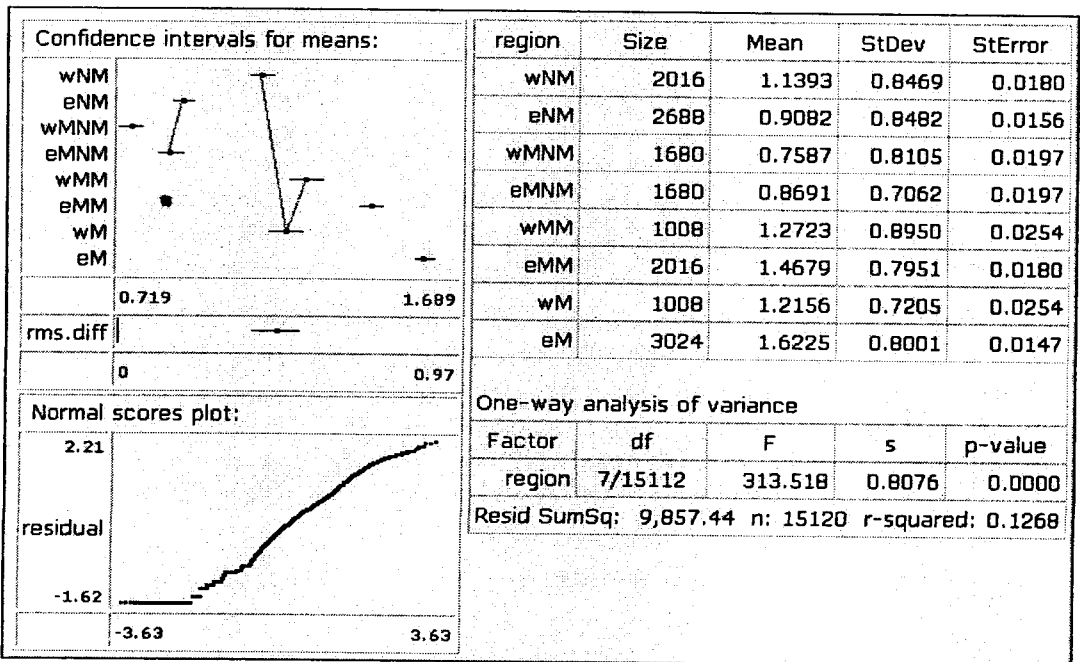 Confidence intervals for means:
wNM
eNM
wMNM
eMNM
wMM
eMM
wM
eM
0.719 1.689
rms.diff
0 0.97
Normal scores plot:
2.21
residual
-1.62
-3.63 3.63
region Size Mean StDev StError
wNM 2016 1.1393 0.8469 0.0180
eNM 2688 0.9082 0.8482 0.0156
wMNM 1680 0.7587 0.8105 0.0197
eMNM 1680 0.8691 0.7062 0.0197
wMM 1008 1.2723 0.8950 0.0254
eMM 2016 1.4679 0.7951 0.0180
wM 1008 1.2156 0.7205 0.0254
eM 3024 1.6225 0.8001 0.0147
One-way analysis of variance
Factor df F s p-value
region 7/15112 313.518 0.8076 0.0000
Resid SumSq: 9,857.44 n: 15120 r-squared: 0.1268